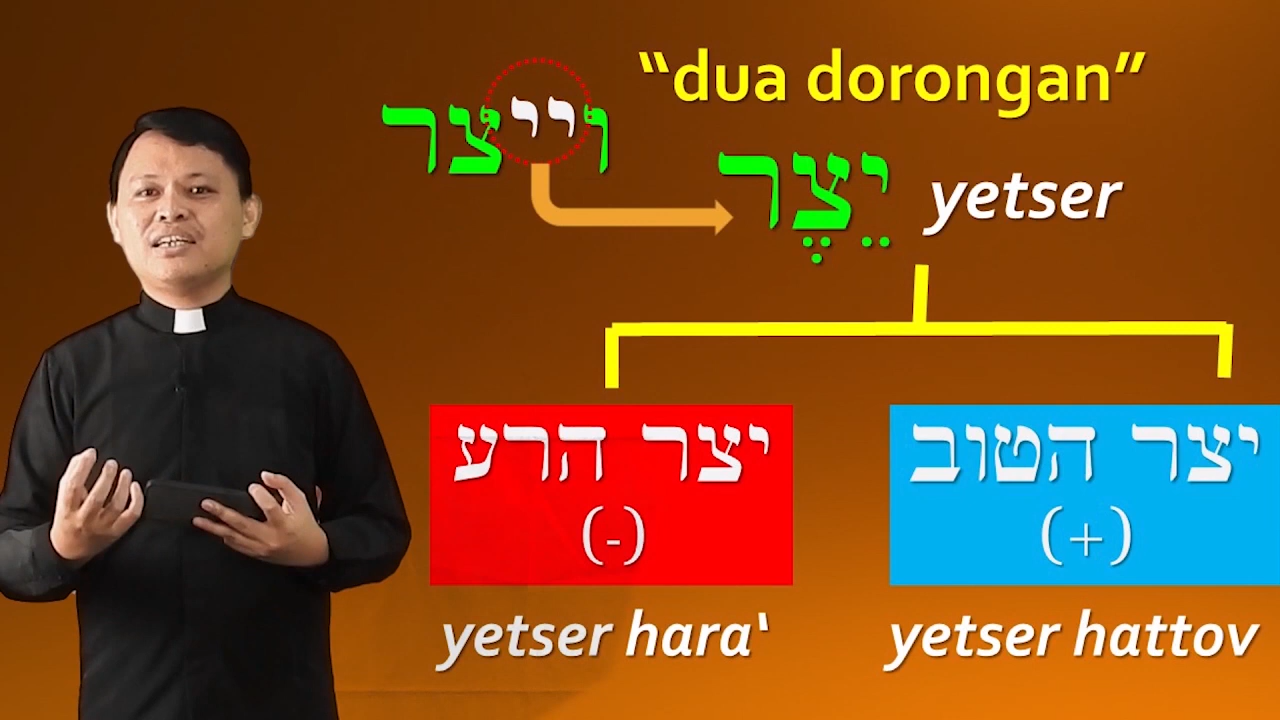 “dua dorongan”
וייצר
יֵצֶר yetser
יצר הרע
(-)
yetser hara‛
יצר הטוב
(+)
yetser hattov